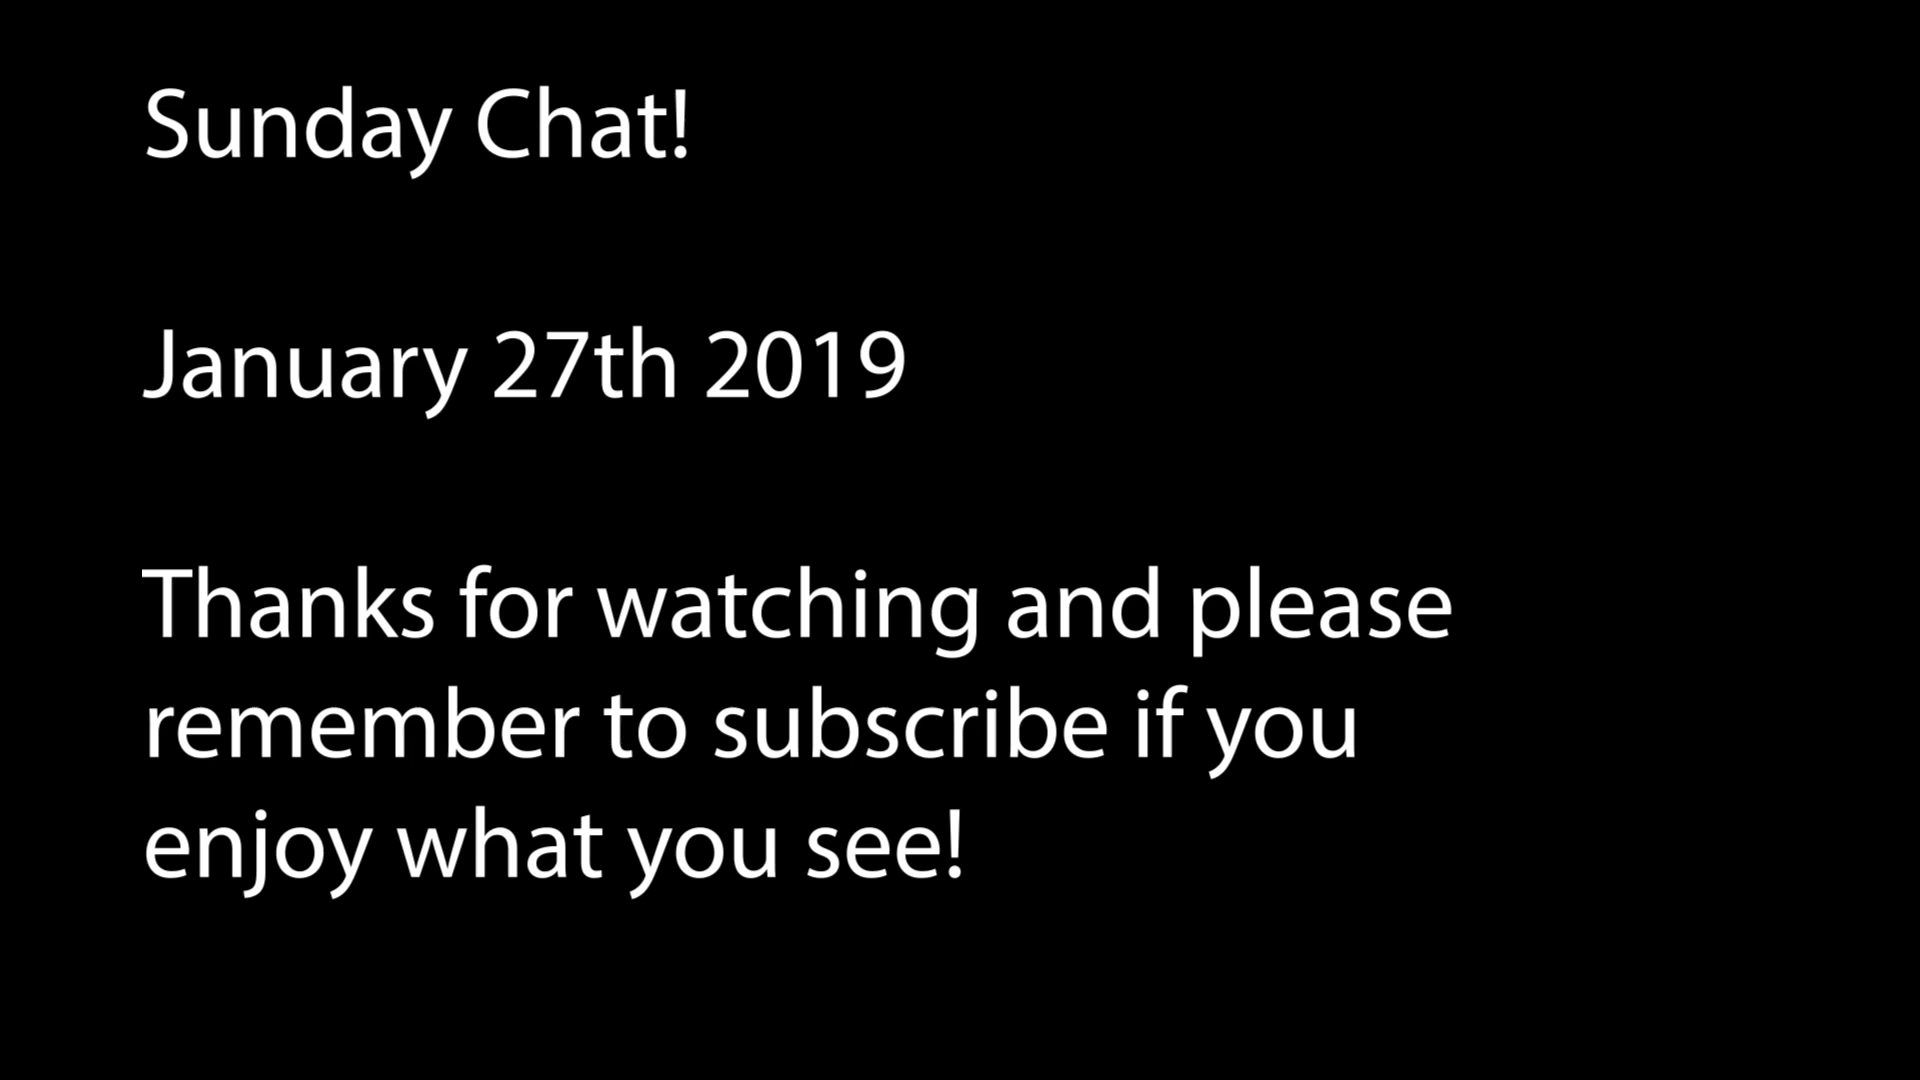 Sunday Chat!
January 27th 2019
Thanks for watching and please
remember to subscribe if you
enjoy what you see!